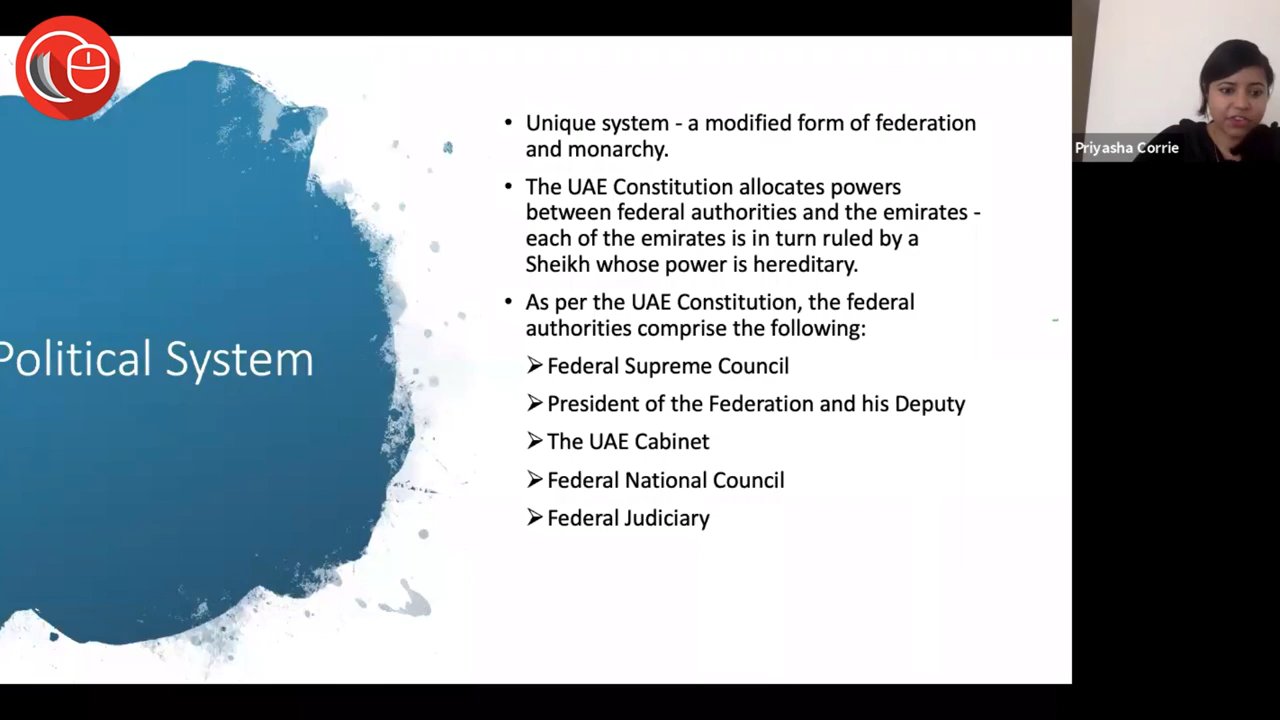 Political System
• Unique system - a modified form of federation
and monarchy.
• The UAE Constitution allocates powers
between federal authorities and the emirates -
each of the emirates is in turn ruled by a
Sheikh whose power is hereditary.
• As per the UAE Constitution, the federal
authorities comprise the following:
➢ Federal Supreme Council
➢ President of the Federation and his Deputy
➢ The UAE Cabinet
➢ Federal National Council
➢ Federal Judiciary
Priyasha Corrie